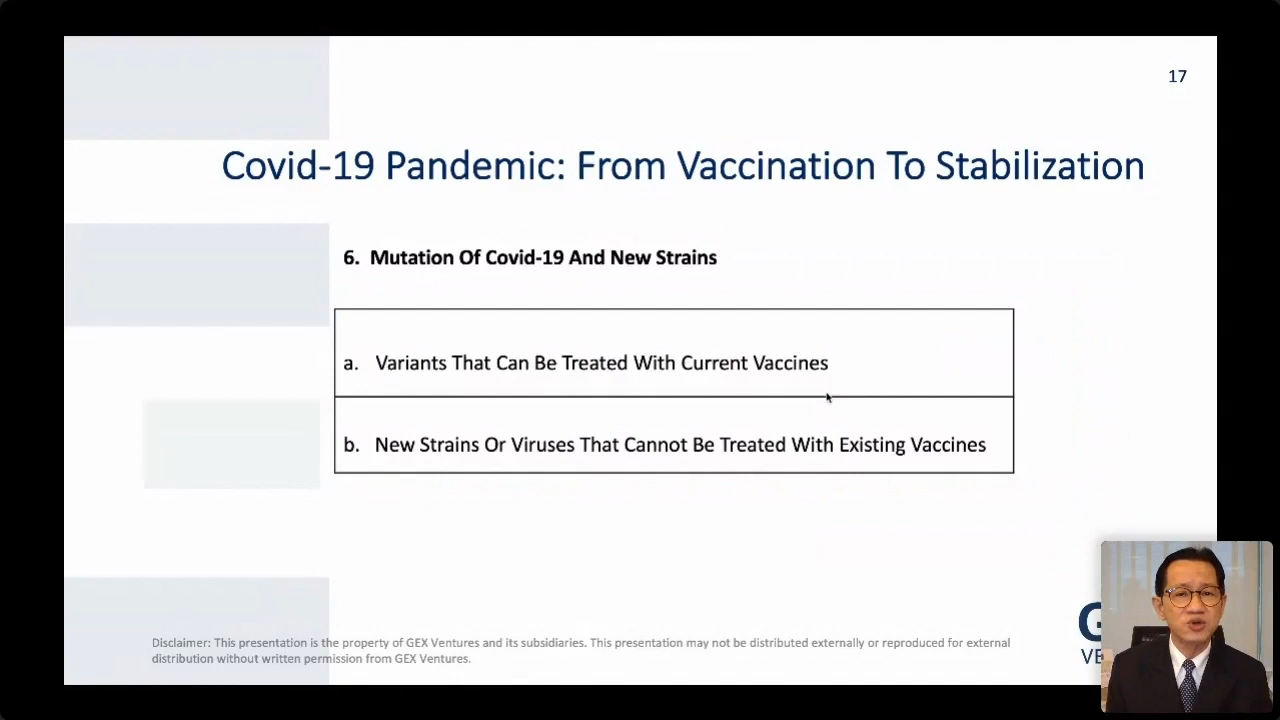 17
Covid-19 Pandemic: From Vaccination To Stabilization
6. Mutation Of Covid-19 And New Strains
a. Variants That Can Be Treated With Current Vaccines
b. New Strains Or Viruses That Cannot Be Treated With Existing Vaccines
Disclaimer: This presentation is the property of GEX Ventures and its subsidiaries. This presentation may not be distributed externally or reproduced for external
distribution without written permission from GEX Ventures.